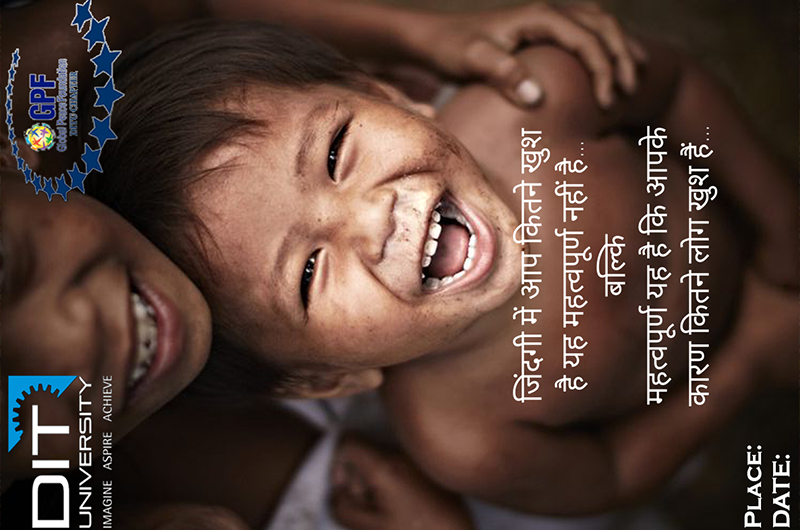 GPF
Global Peace Foundation
DITU CHAPTER
जिंदगी में आप कितने खुश
है यह महत्वपूर्ण नहीं है...
बल्कि
महत्वपूर्ण यह है कि आपके
कारण कितने लोग खुश हैं...
DIT
UNIVERSITY
IMAGINE ASPIRE ACHIEVE
PLACE:
DATE: